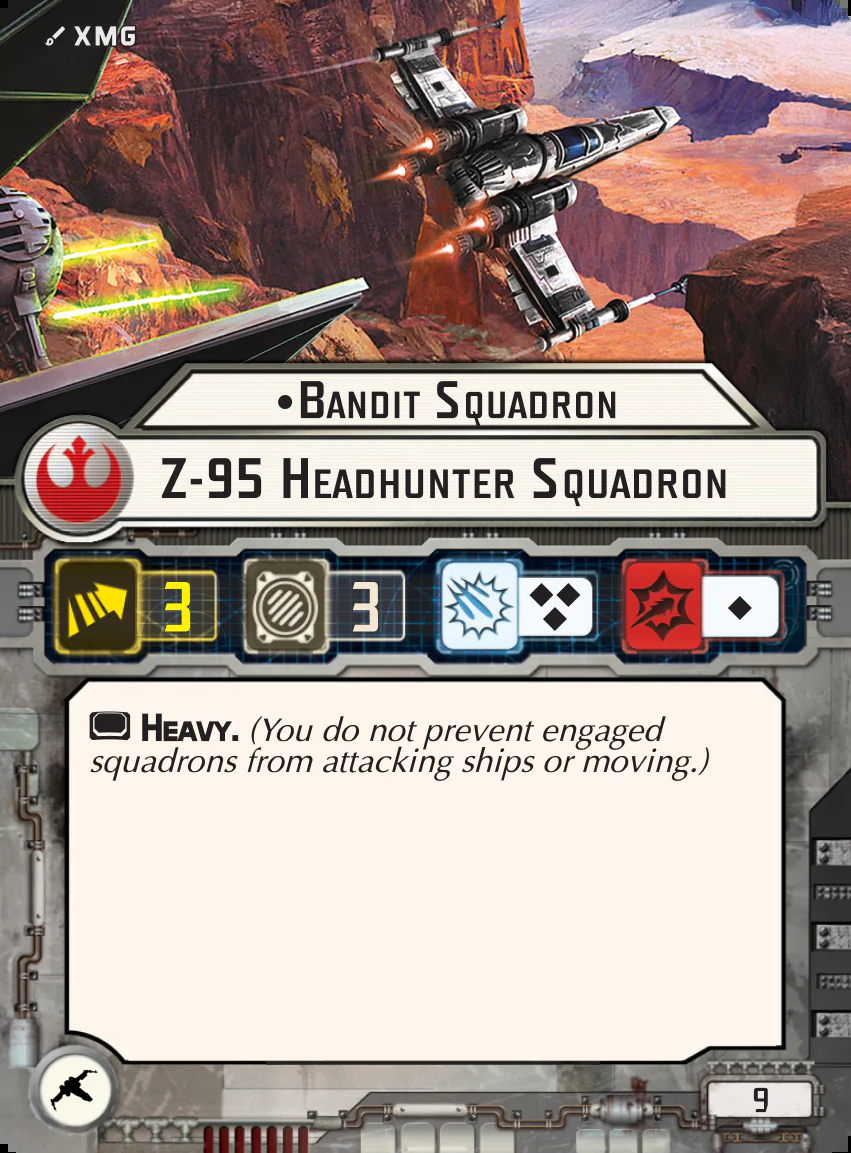 XMG
•Bandit Squadron
Z-95 Headhunter Squadron
3 3
Heavy. (You do not prevent engaged
squadrons from attacking ships or moving.)
9